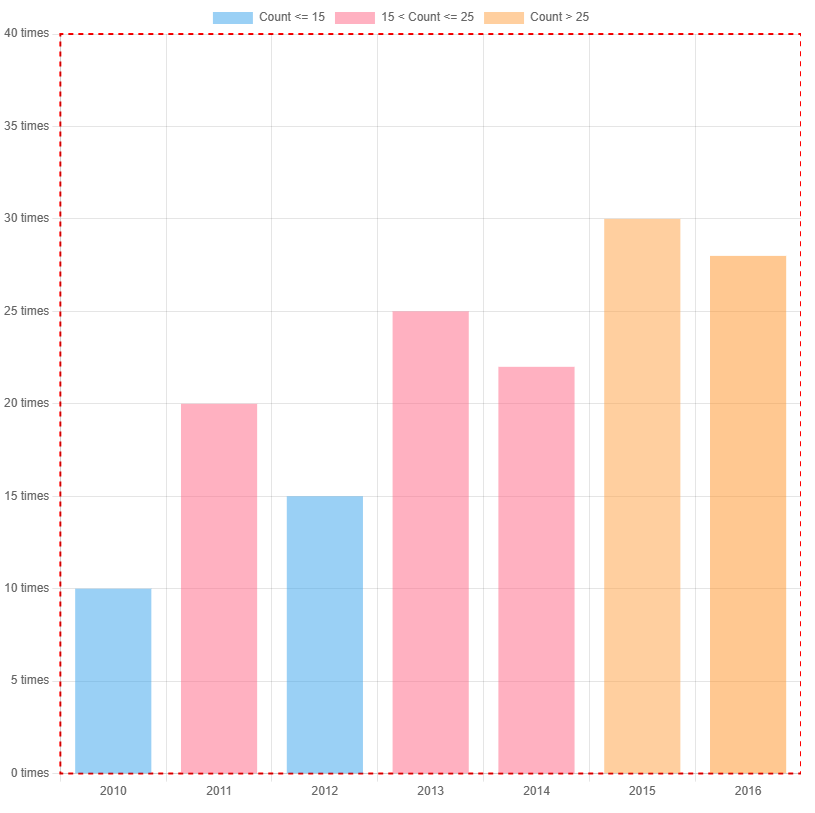 Count <= 15 15 < Count <= 25 Count > 25
40 times
35 times
30 times
25 times
20 times
15 times
10 times
5 times
0 times
2010 2011 2012 2013 2014 2015 2016